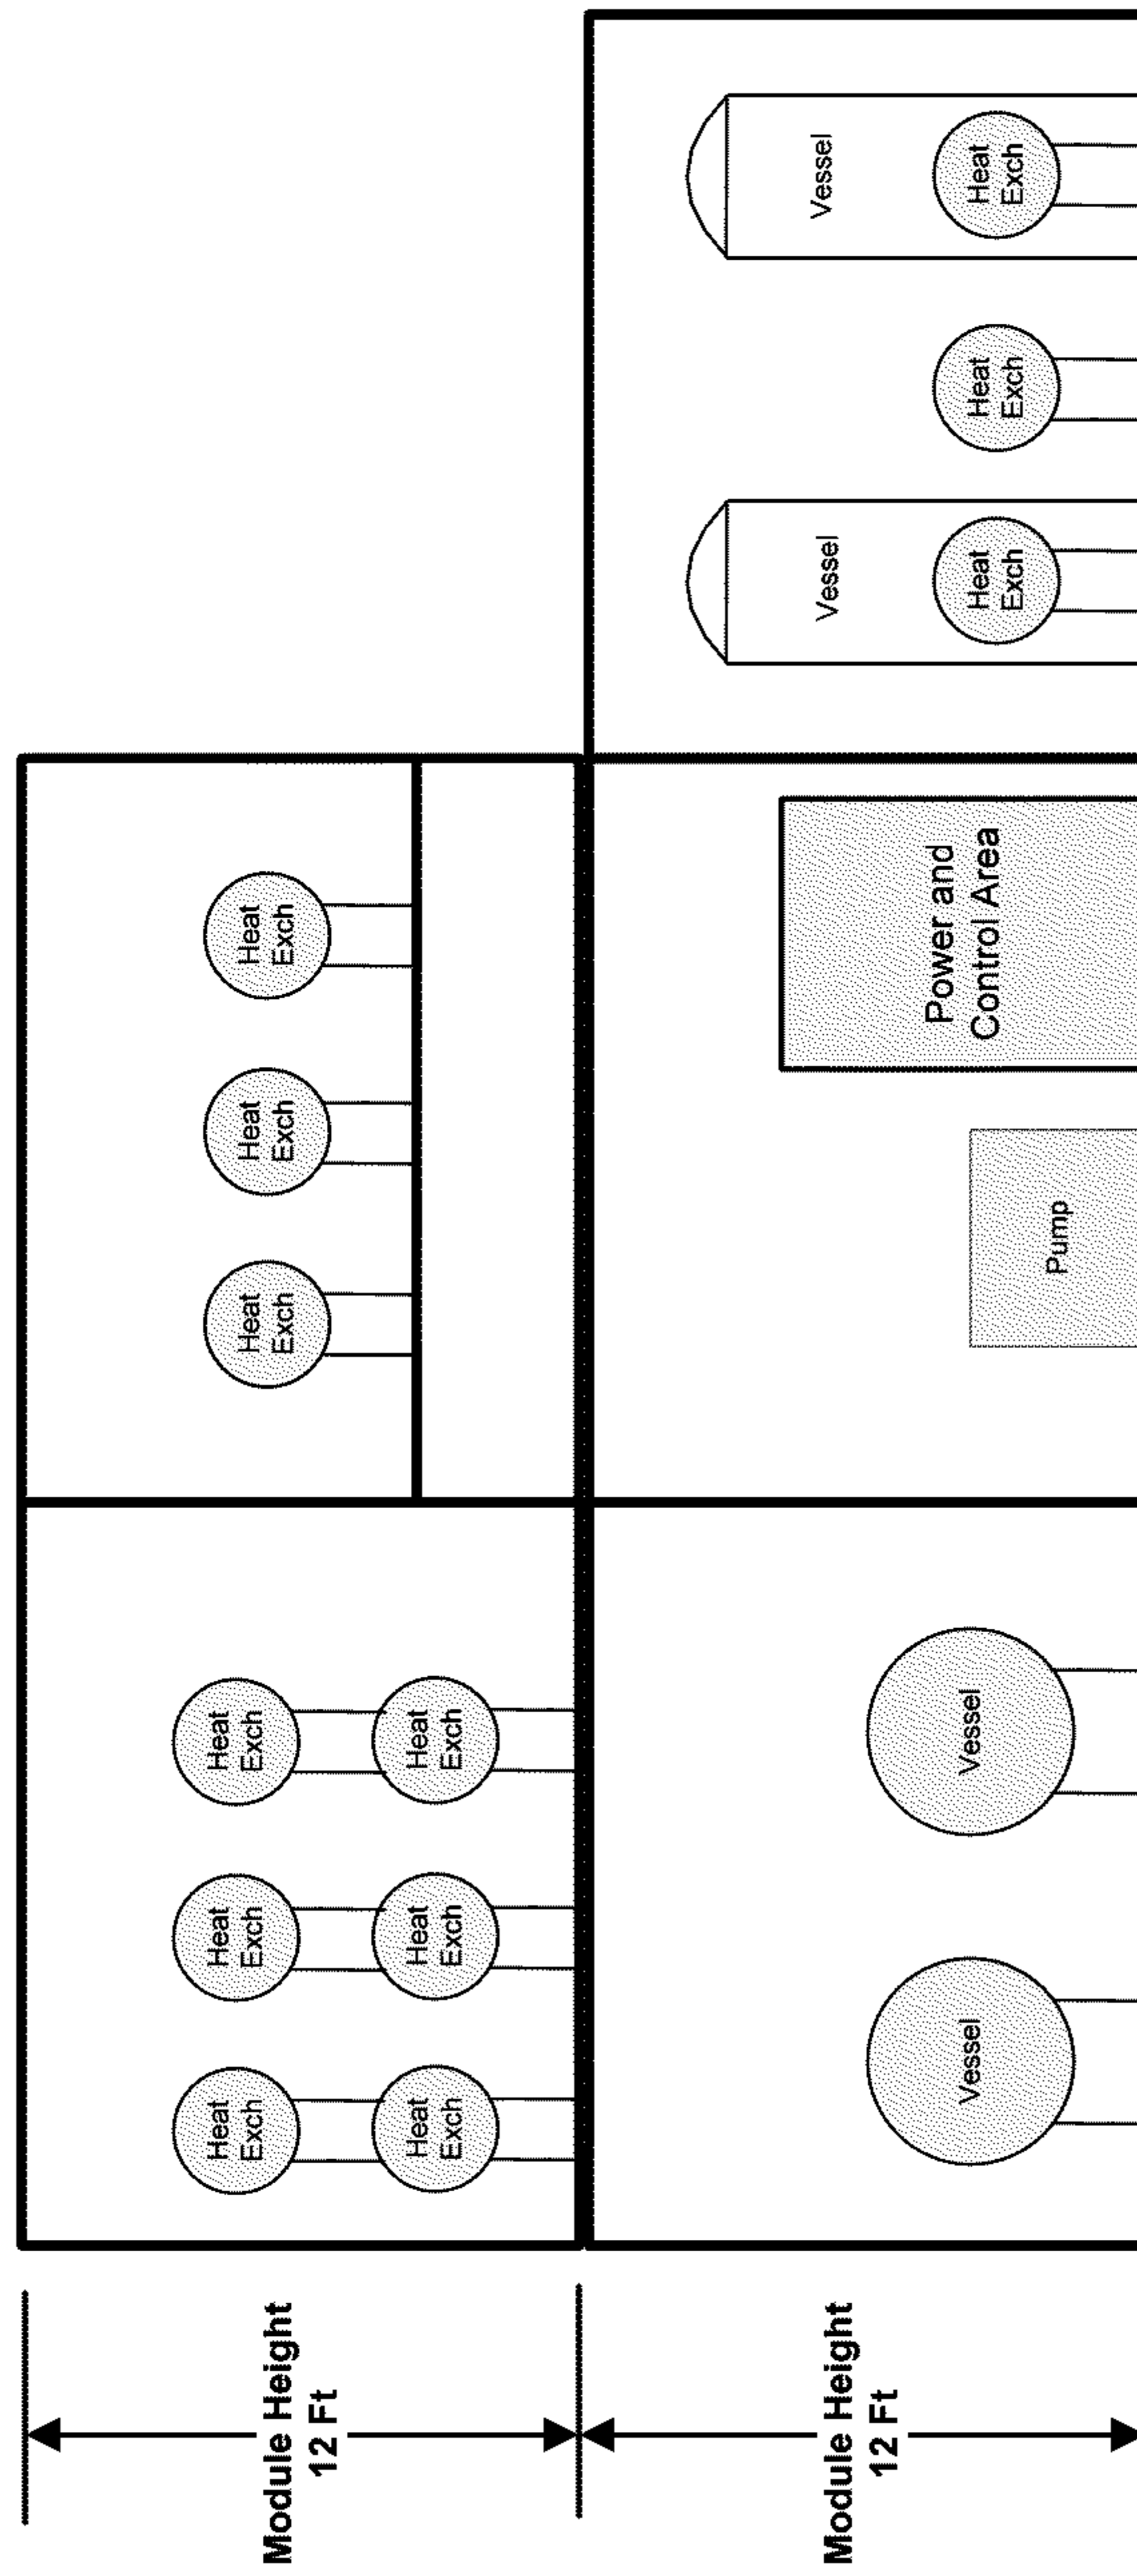 Vessel
Heat
Exch
Heat
Exch
Vessel
Heat
Exch
Heat
Exch
Heat
Exch
Heat
Exch
Power and
Control Area
Pump
Heat
Exch
Heat
Exch
Heat
Exch
Heat
Exch
Heat
Exch
Heat
Exch
Vessel
Vessel
Module Height
12 Ft
Module Height
12 Ft